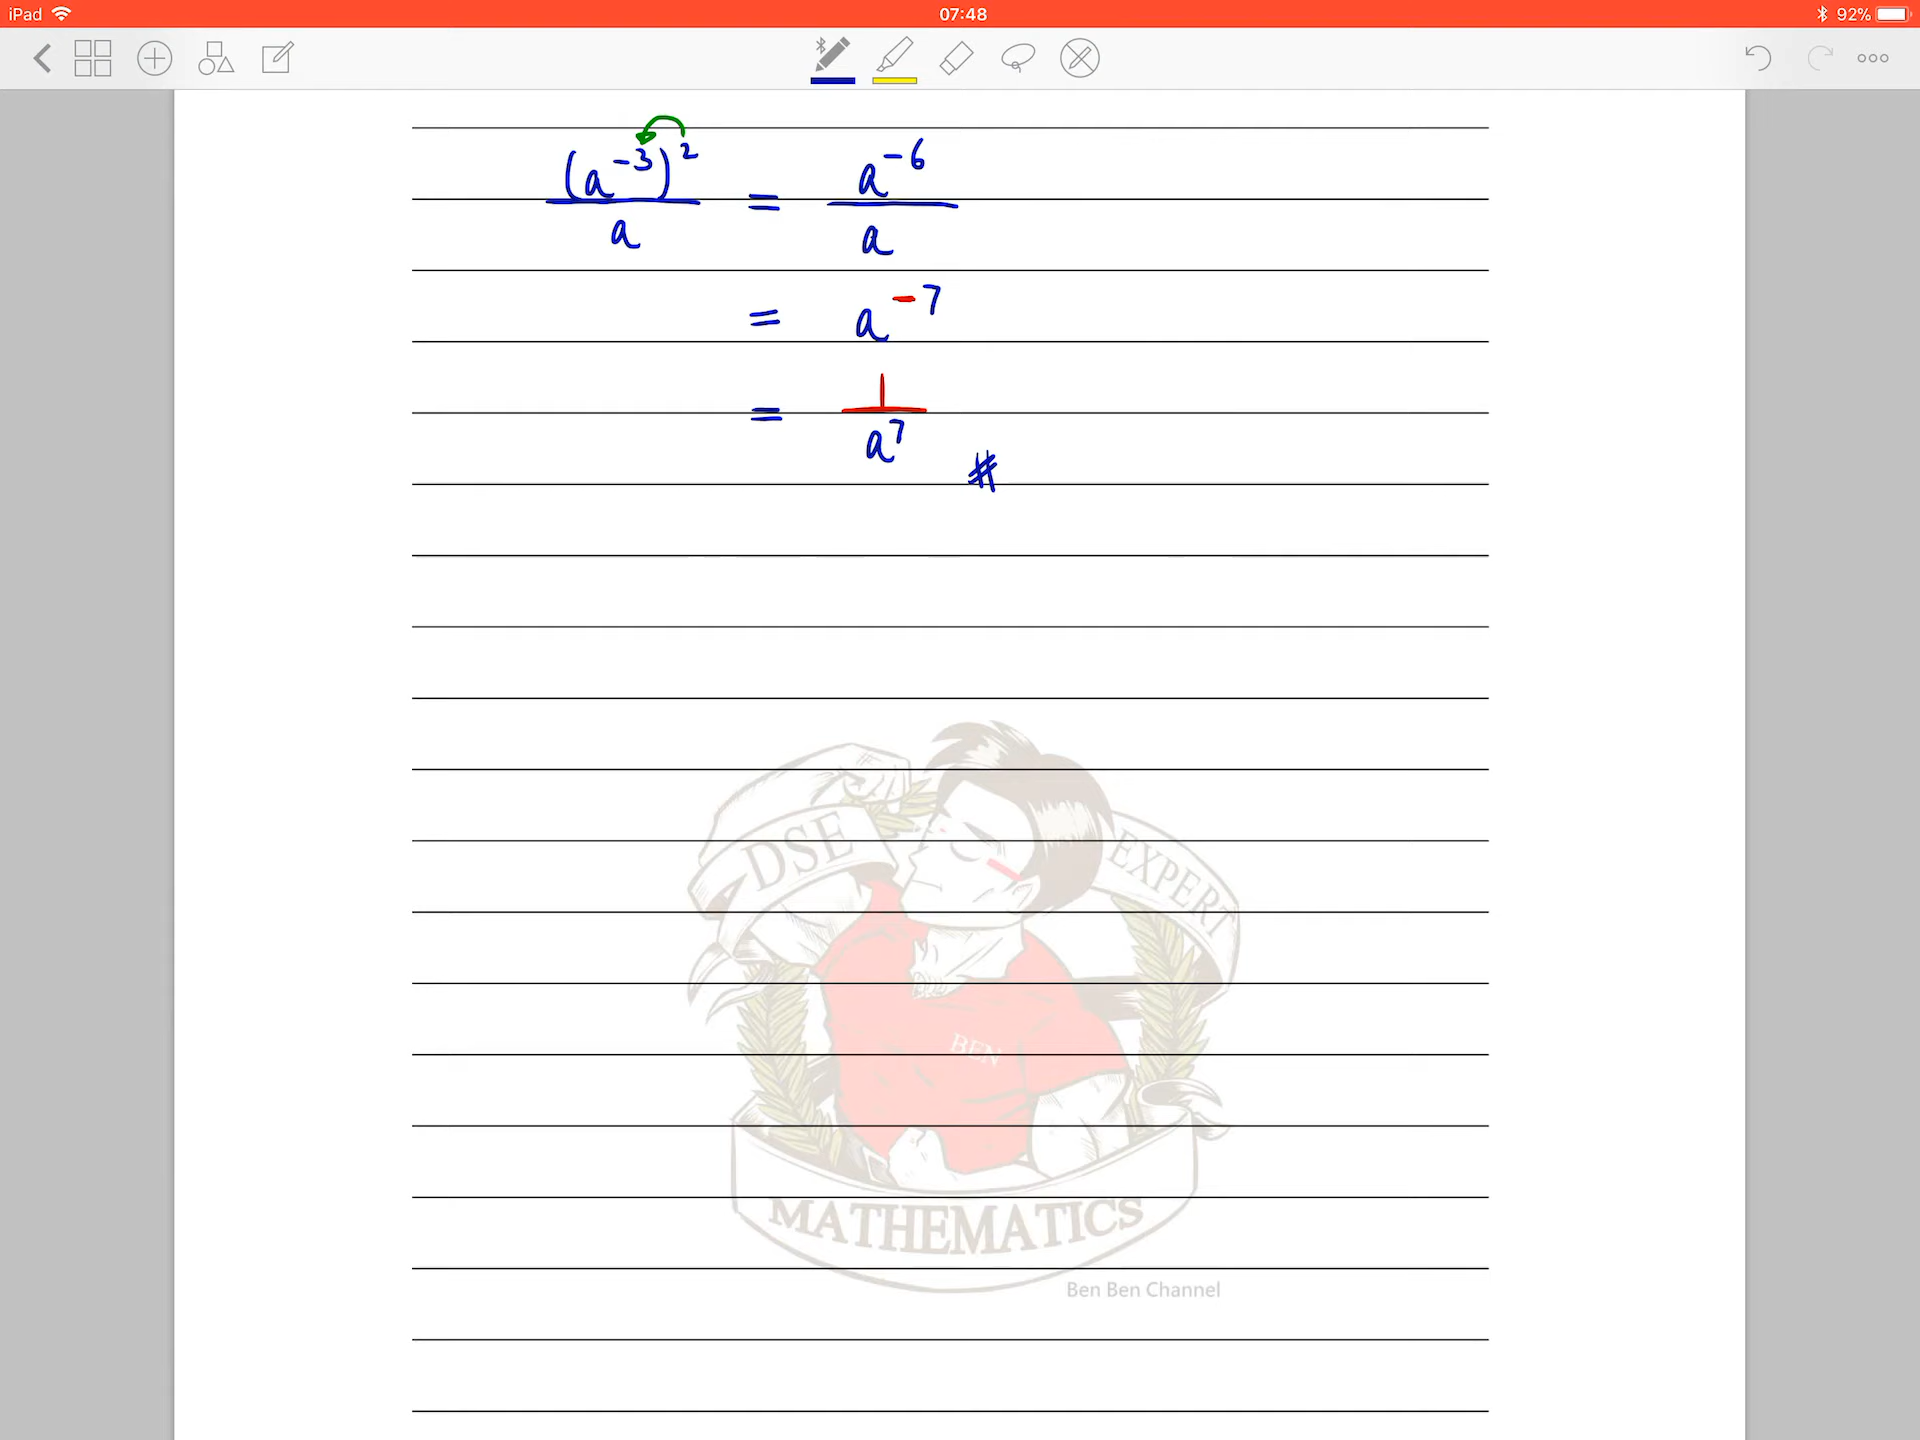 iPad 07:48 92%
(a^-3)^2 / a = a^-6 / a
= a^-7
= 1 / a^7 #
DSE EXPERT
BEN
MATHEMATICS
Ben Ben Channel